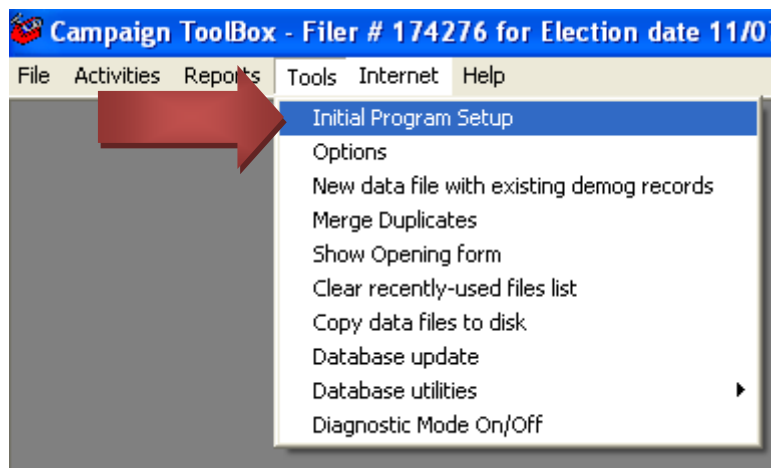 Campaign ToolBox - Filer # 174276 for Election date 11/0
File Activities Reports Tools Internet Help
Initial Program Setup
Options
New data file with existing demog records
Merge Duplicates
Show Opening form
Clear recently-used files list
Copy data files to disk
Database update
Database utilities
Diagnostic Mode On/Off